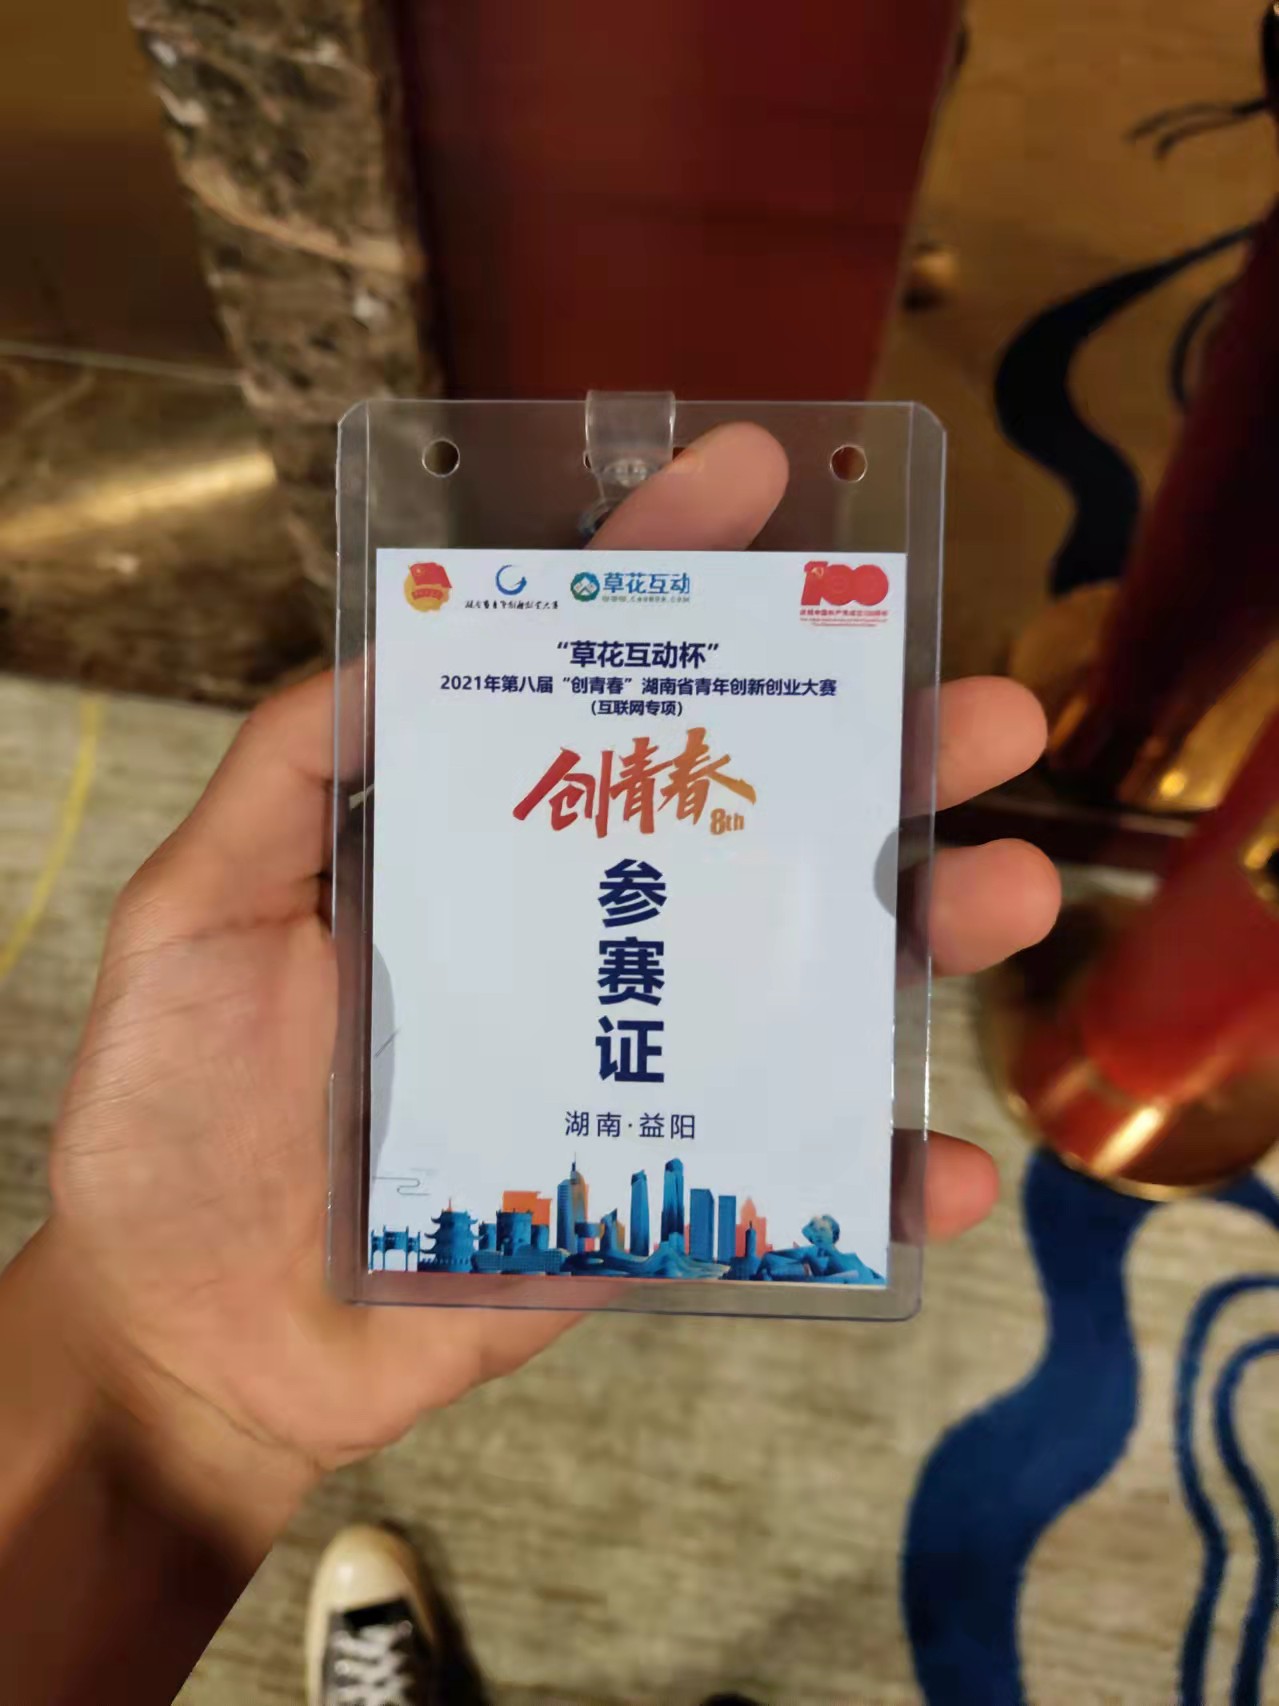 草花互动
“草花互动杯”
2021年第八届“创青春”湖南省青年创新创业大赛
(互联网专项)
创青春
8th
参
赛
证
湖南·益阳